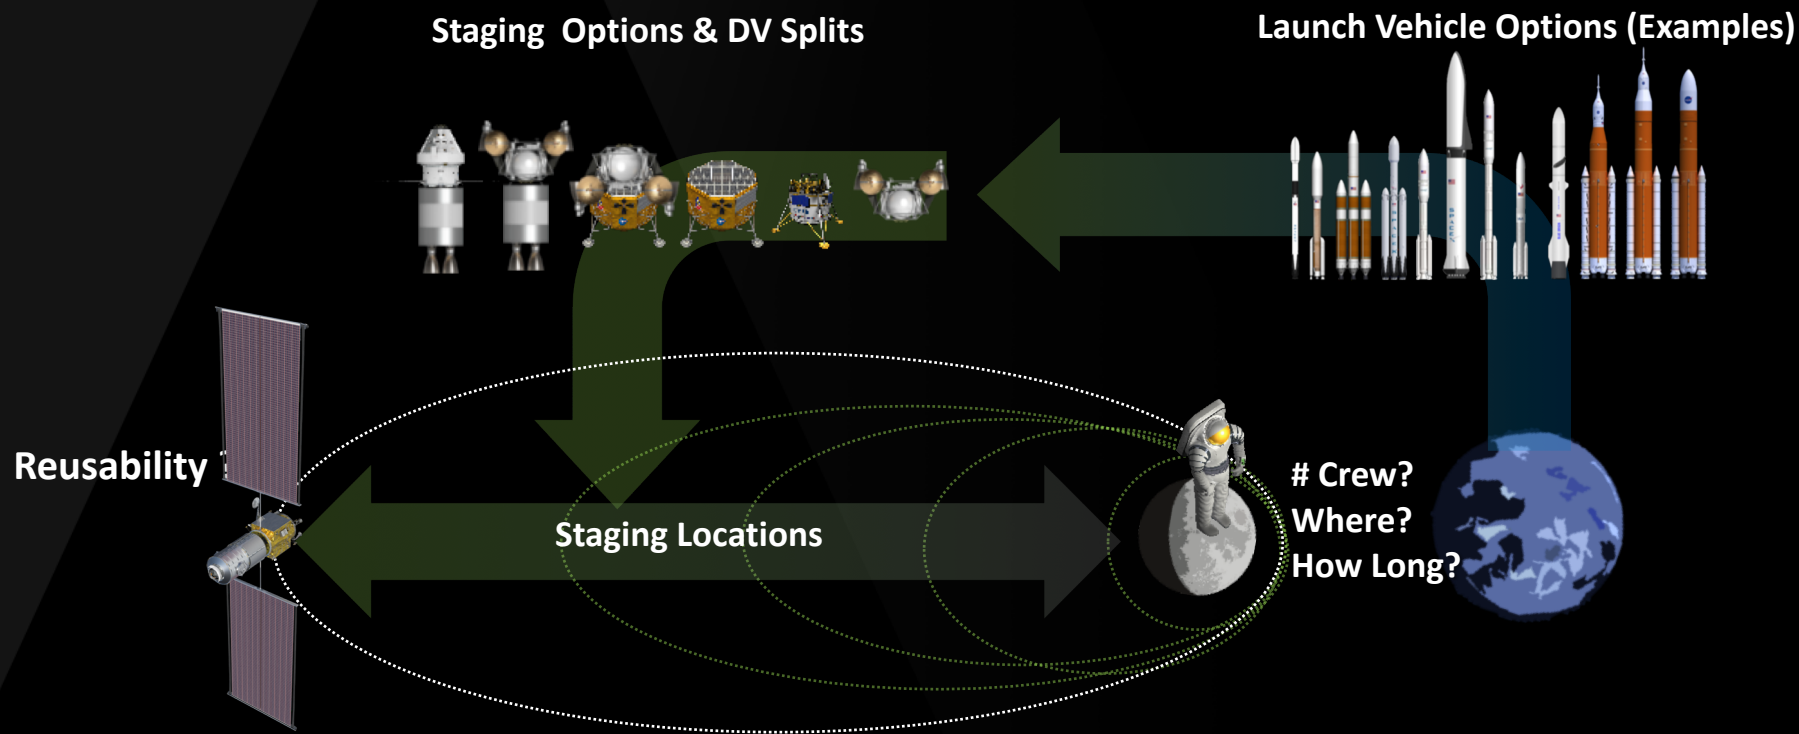 Staging Options & DV Splits
Launch Vehicle Options (Examples)
Reusability
Staging Locations
# Crew?
Where?
How Long?